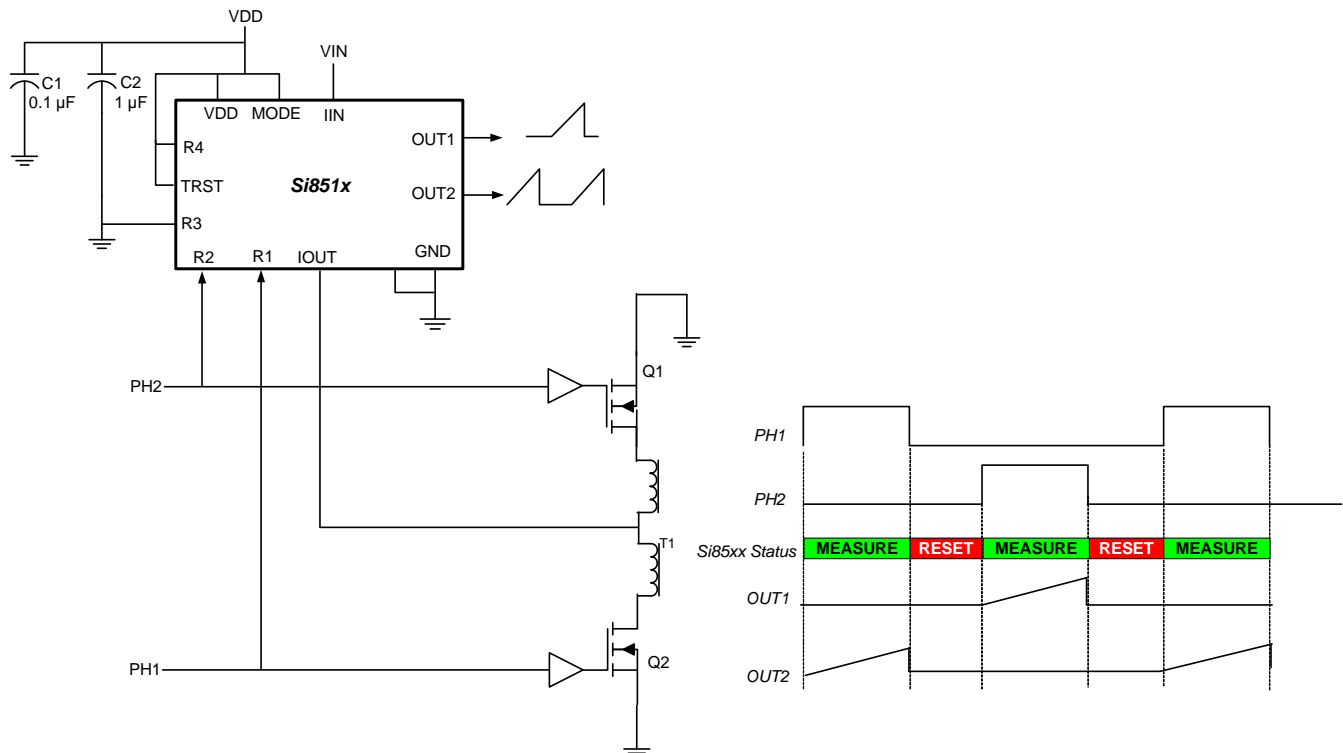 VDD
VIN
C1
0.1 µF
C2
1 µF
VDD
MODE
IIN
R4
TRST
R3
Si851x
OUT1
OUT2
R2
R1
IOUT
GND
PH2
Q1
T1
PH1
Q2
PH1
PH2
Si85xx Status
MEASURE
RESET
MEASURE
RESET
MEASURE
OUT1
OUT2